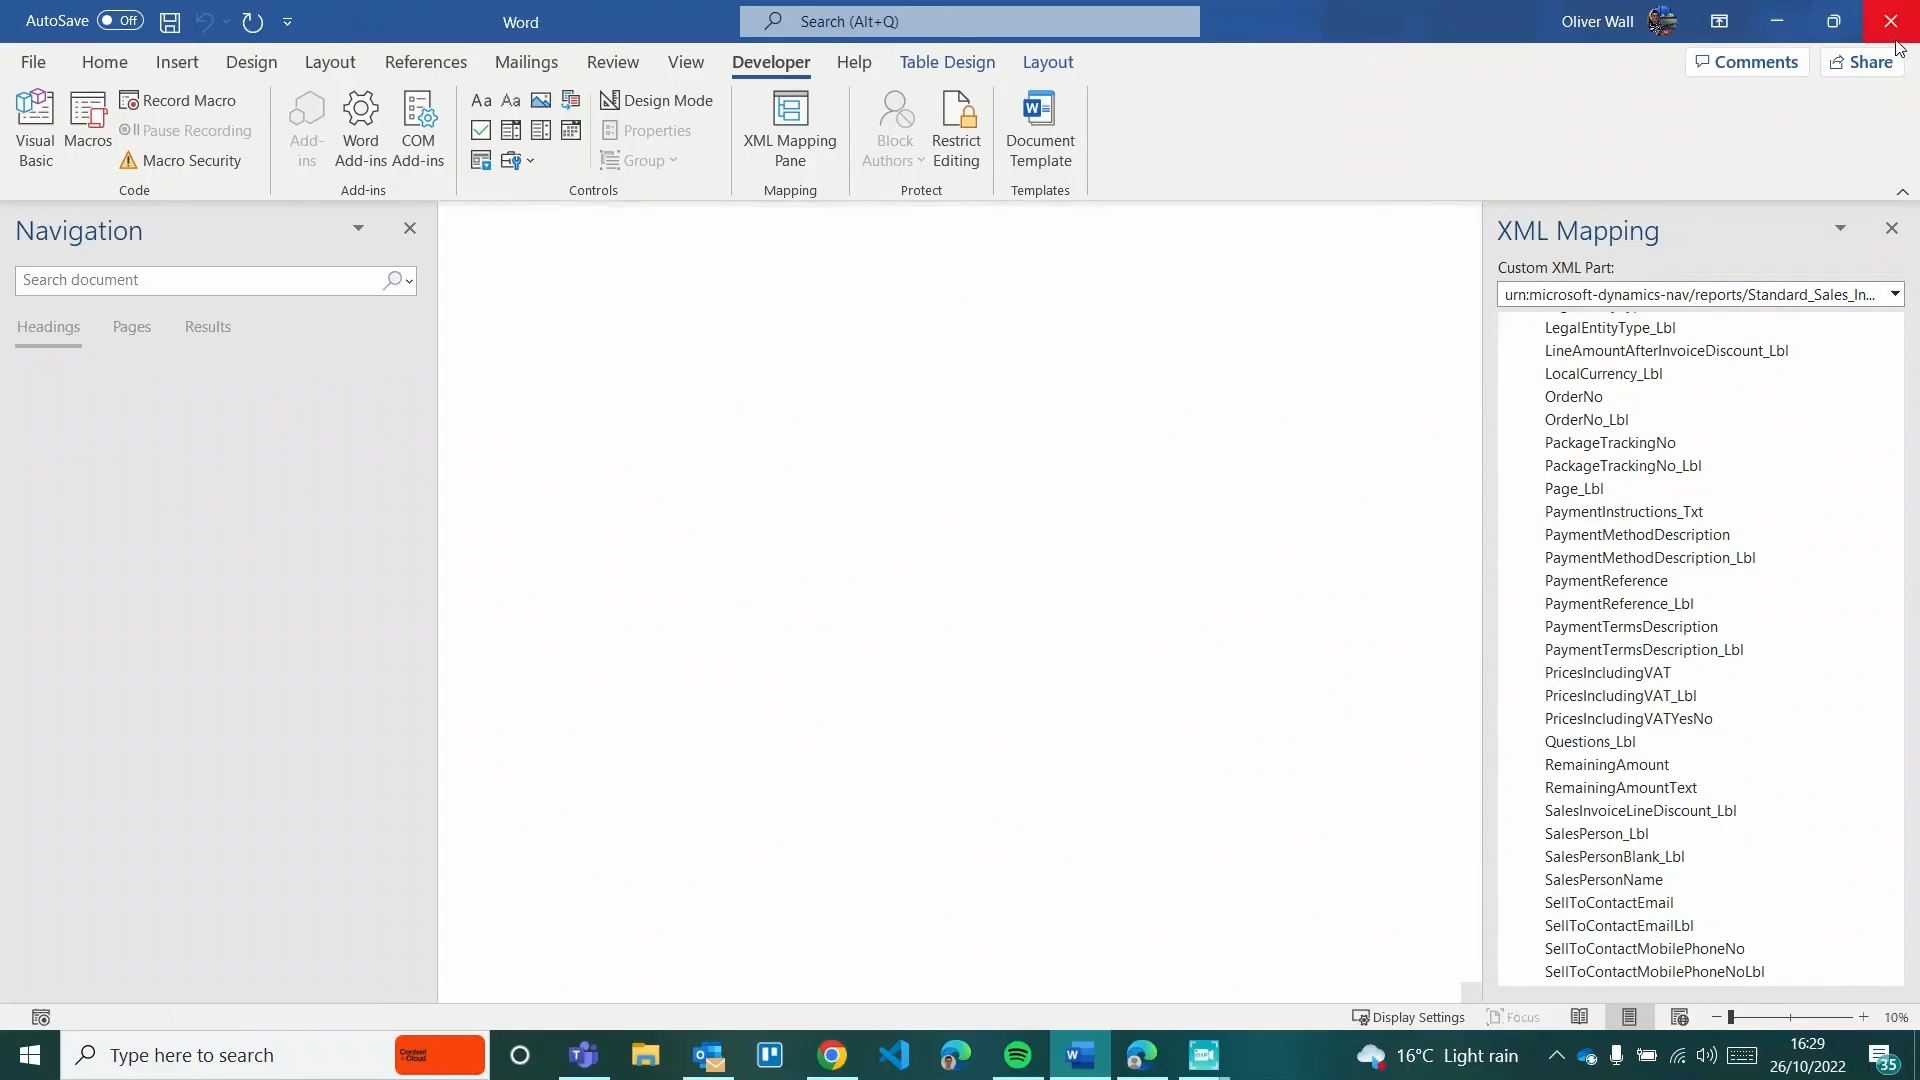 AutoSave Off
Word
Search (Alt+Q)
Oliver Wall
File Home Insert Design Layout References Mailings Review View Developer Help Table Design Layout
Comments
Share
Visual Basic
Macros
Record Macro
Pause Recording
Macro Security
Code
Add-ins
Word Add-ins
COM Add-ins
Add-ins
Aa Aa
Design Mode
Properties
Group
Controls
XML Mapping Pane
Mapping
Block Authors
Restrict Editing
Protect
Document Template
Templates
Navigation
Search document
Headings Pages Results
XML Mapping
Custom XML Part:
urn:microsoft-dynamics-nav/reports/Standard_Sales_In...
LegalEntityType_Lbl
LineAmountAfterInvoiceDiscount_Lbl
LocalCurrency_Lbl
OrderNo
OrderNo_Lbl
PackageTrackingNo
PackageTrackingNo_Lbl
Page_Lbl
PaymentInstructions_Txt
PaymentMethodDescription
PaymentMethodDescription_Lbl
PaymentReference
PaymentReference_Lbl
PaymentTermsDescription
PaymentTermsDescription_Lbl
PricesIncludingVAT
PricesIncludingVAT_Lbl
PricesIncludingVATYesNo
Questions_Lbl
RemainingAmount
RemainingAmountText
SalesInvoiceLineDiscount_Lbl
SalesPerson_Lbl
SalesPersonBlank_Lbl
SalesPersonName
SellToContactEmail
SellToContactEmailLbl
SellToContactMobilePhoneNo
SellToContactMobilePhoneNoLbl
Display Settings
Focus
10%
Type here to search
Content+Cloud
16°C Light rain
16:29
26/10/2022
35